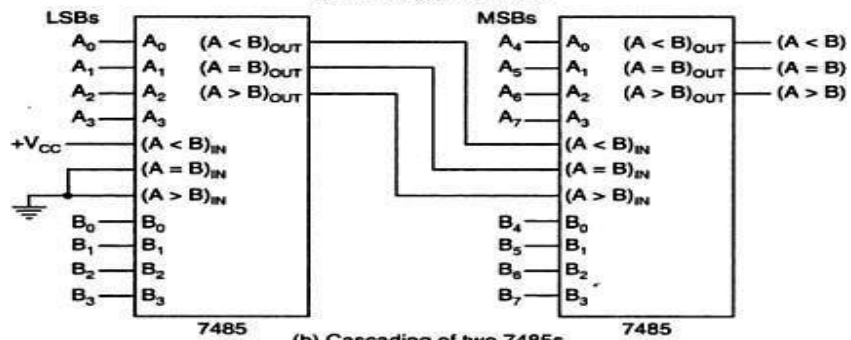 LSBs
MSBs
A₀ A₀ (A < B)OUT
A₁ A₁ (A = B)OUT
A₂ A₂ (A > B)OUT
A₃ A₃
+VCC (A < B)IN
(A = B)IN
(A > B)IN
B₀ B₀
B₁ B₁
B₂ B₂
B₃ B₃
7485
A₄ A₀ (A < B)OUT (A < B)
A₅ A₁ (A = B)OUT (A = B)
A₆ A₂ (A > B)OUT (A > B)
A₇ A₃
(A < B)IN
(A = B)IN
(A > B)IN
B₄ B₀
B₅ B₁
B₆ B₂
B₇ B₃
7485
(b) Cascading of two 7485s